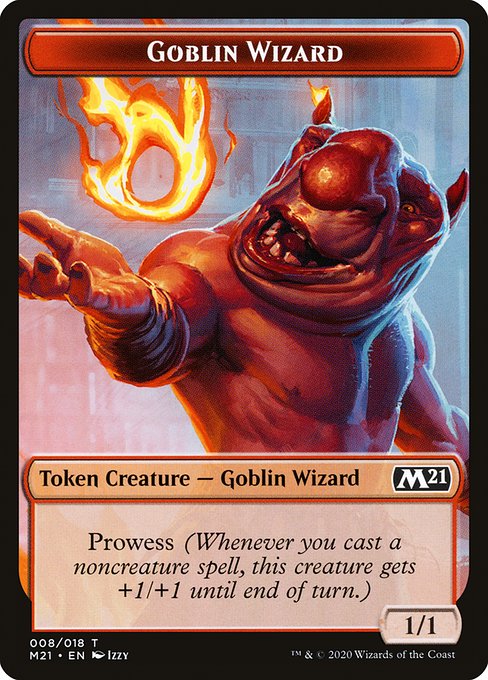 Goblin Wizard
Token Creature — Goblin Wizard
M21
Prowess (Whenever you cast a
noncreature spell, this creature gets
+1/+1 until end of turn.)
1/1
008/018 T
M21 • EN Izzy
™ & © 2020 Wizards of the Coast